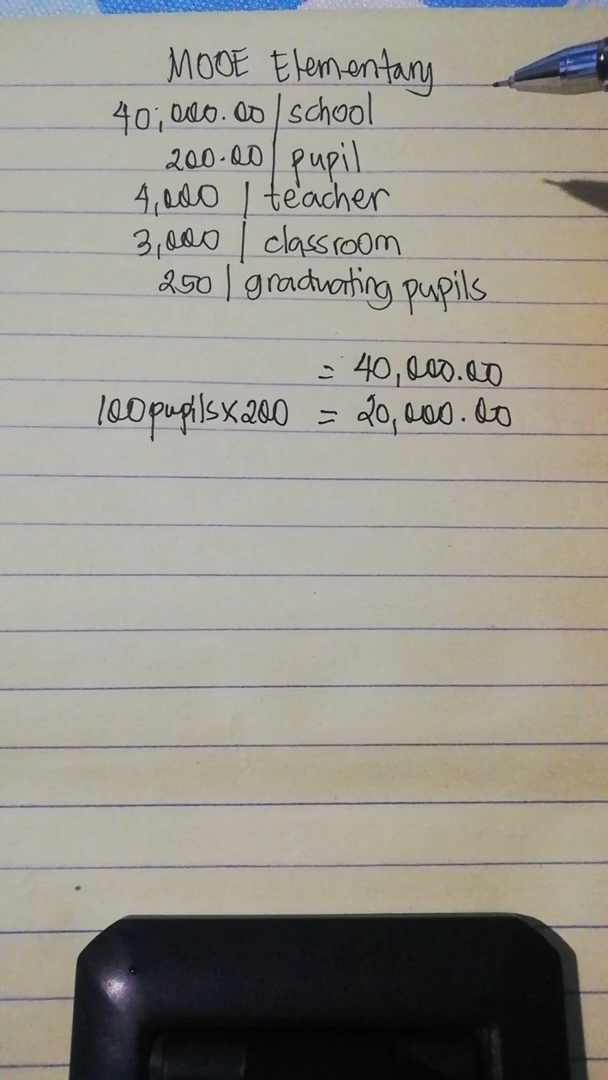 MOOE Elementary
40,000.00 / school
200.00 / pupil
4,000 / teacher
3,000 / classroom
250 / graduating pupils
= 40,000.00
100 pupils x 200 = 20,000.00